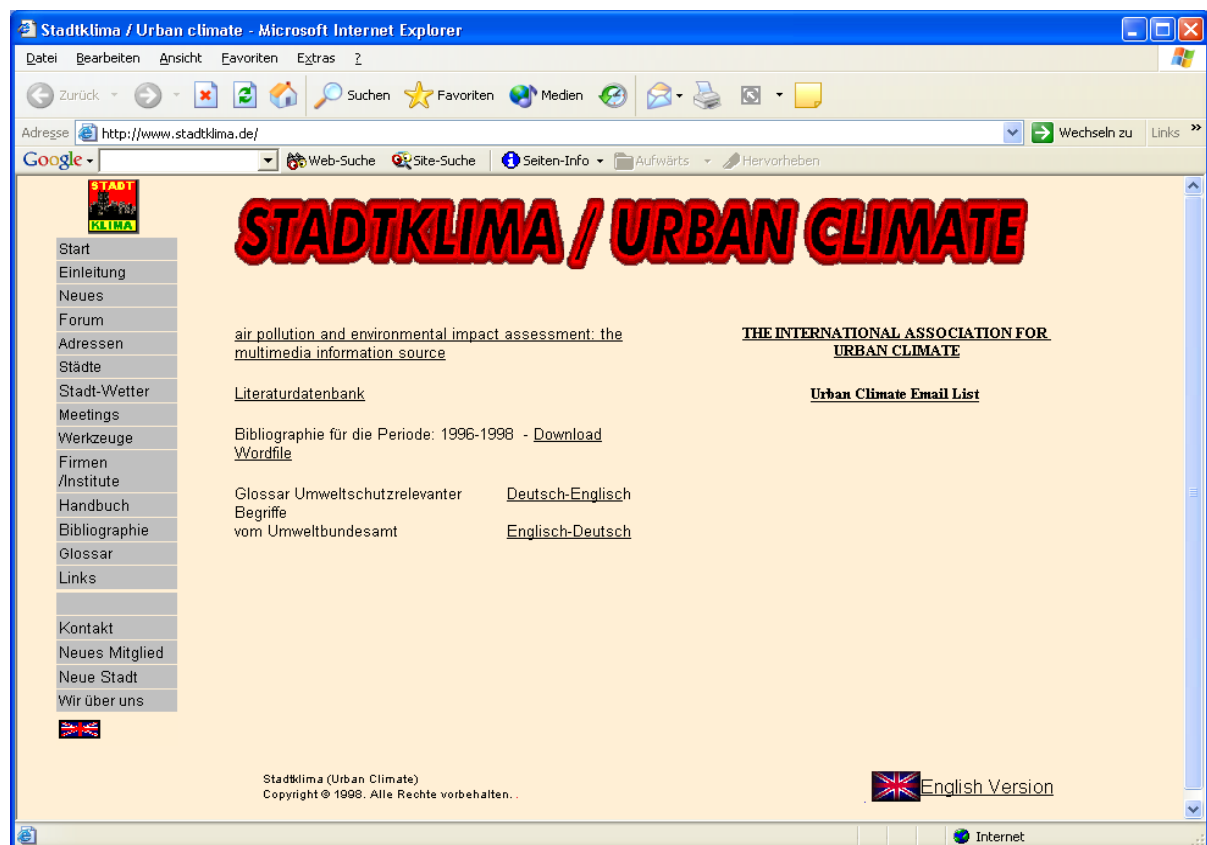 Stadtklima / Urban climate - Microsoft Internet Explorer
Datei Bearbeiten Ansicht Favoriten Extras ?
Zurück Suchen Favoriten Medien
Adresse http://www.stadtklima.de/ Wechseln zu Links »
Google Web-Suche Site-Suche Seiten-Info Aufwärts Hervorheben
STADT
KLIMA
STADTKLIMA / URBAN CLIMATE
Start
Einleitung
Neues
Forum
Adressen
Städte
Stadt-Wetter
Meetings
Werkzeuge
Firmen
/Institute
Handbuch
Bibliographie
Glossar
Links
Kontakt
Neues Mitglied
Neue Stadt
Wir über uns
air pollution and environmental impact assessment: the
multimedia information source
Literaturdatenbank
Bibliographie für die Periode: 1996-1998 - Download
Wordfile
Glossar Umweltschutzrelevanter Deutsch-Englisch
Begriffe
vom Umweltbundesamt Englisch-Deutsch
THE INTERNATIONAL ASSOCIATION FOR
URBAN CLIMATE
Urban Climate Email List
Stadtklima (Urban Climate)
Copyright © 1998. Alle Rechte vorbehalten. .
English Version
Internet